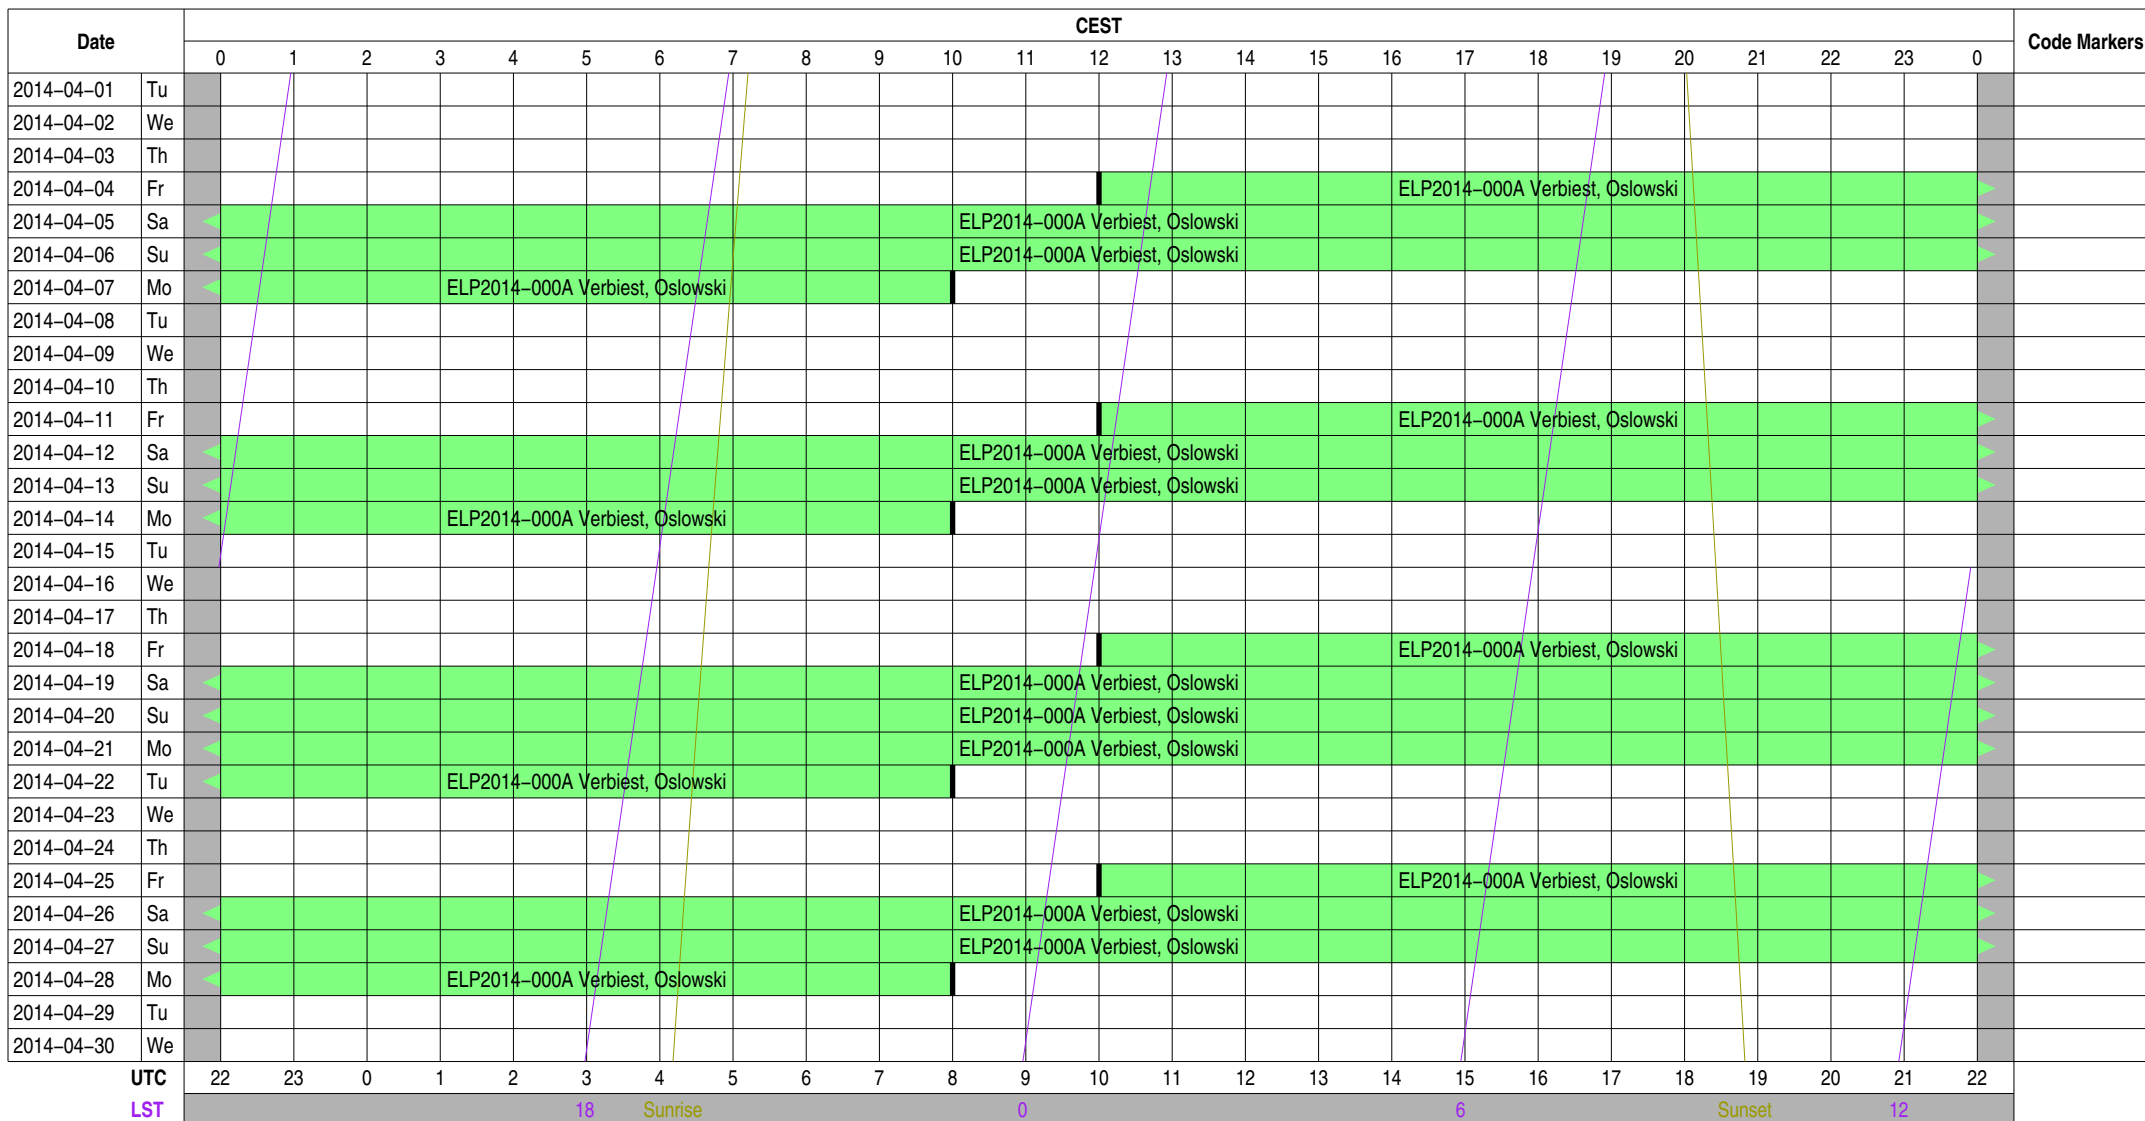 CEST
Date
Code Markers
0 1 2 3 4 5 6 7 8 9 10 11 12 13 14 15 16 17 18 19 20 21 22 23 0
2014−04−01 Tu
2014−04−02 We
2014−04−03 Th
2014−04−04 Fr ELP2014−000A Verbiest, Oslowski
2014−04−05 Sa ELP2014−000A Verbiest, Oslowski
2014−04−06 Su ELP2014−000A Verbiest, Oslowski
2014−04−07 Mo ELP2014−000A Verbiest, Oslowski
2014−04−08 Tu
2014−04−09 We
2014−04−10 Th
2014−04−11 Fr ELP2014−000A Verbiest, Oslowski
2014−04−12 Sa ELP2014−000A Verbiest, Oslowski
2014−04−13 Su ELP2014−000A Verbiest, Oslowski
2014−04−14 Mo ELP2014−000A Verbiest, Oslowski
2014−04−15 Tu
2014−04−16 We
2014−04−17 Th
2014−04−18 Fr ELP2014−000A Verbiest, Oslowski
2014−04−19 Sa ELP2014−000A Verbiest, Oslowski
2014−04−20 Su ELP2014−000A Verbiest, Oslowski
2014−04−21 Mo ELP2014−000A Verbiest, Oslowski
2014−04−22 Tu ELP2014−000A Verbiest, Oslowski
2014−04−23 We
2014−04−24 Th
2014−04−25 Fr ELP2014−000A Verbiest, Oslowski
2014−04−26 Sa ELP2014−000A Verbiest, Oslowski
2014−04−27 Su ELP2014−000A Verbiest, Oslowski
2014−04−28 Mo ELP2014−000A Verbiest, Oslowski
2014−04−29 Tu
2014−04−30 We
UTC 22 23 0 1 2 3 4 5 6 7 8 9 10 11 12 13 14 15 16 17 18 19 20 21 22
LST 18 Sunrise 0 6 Sunset 12